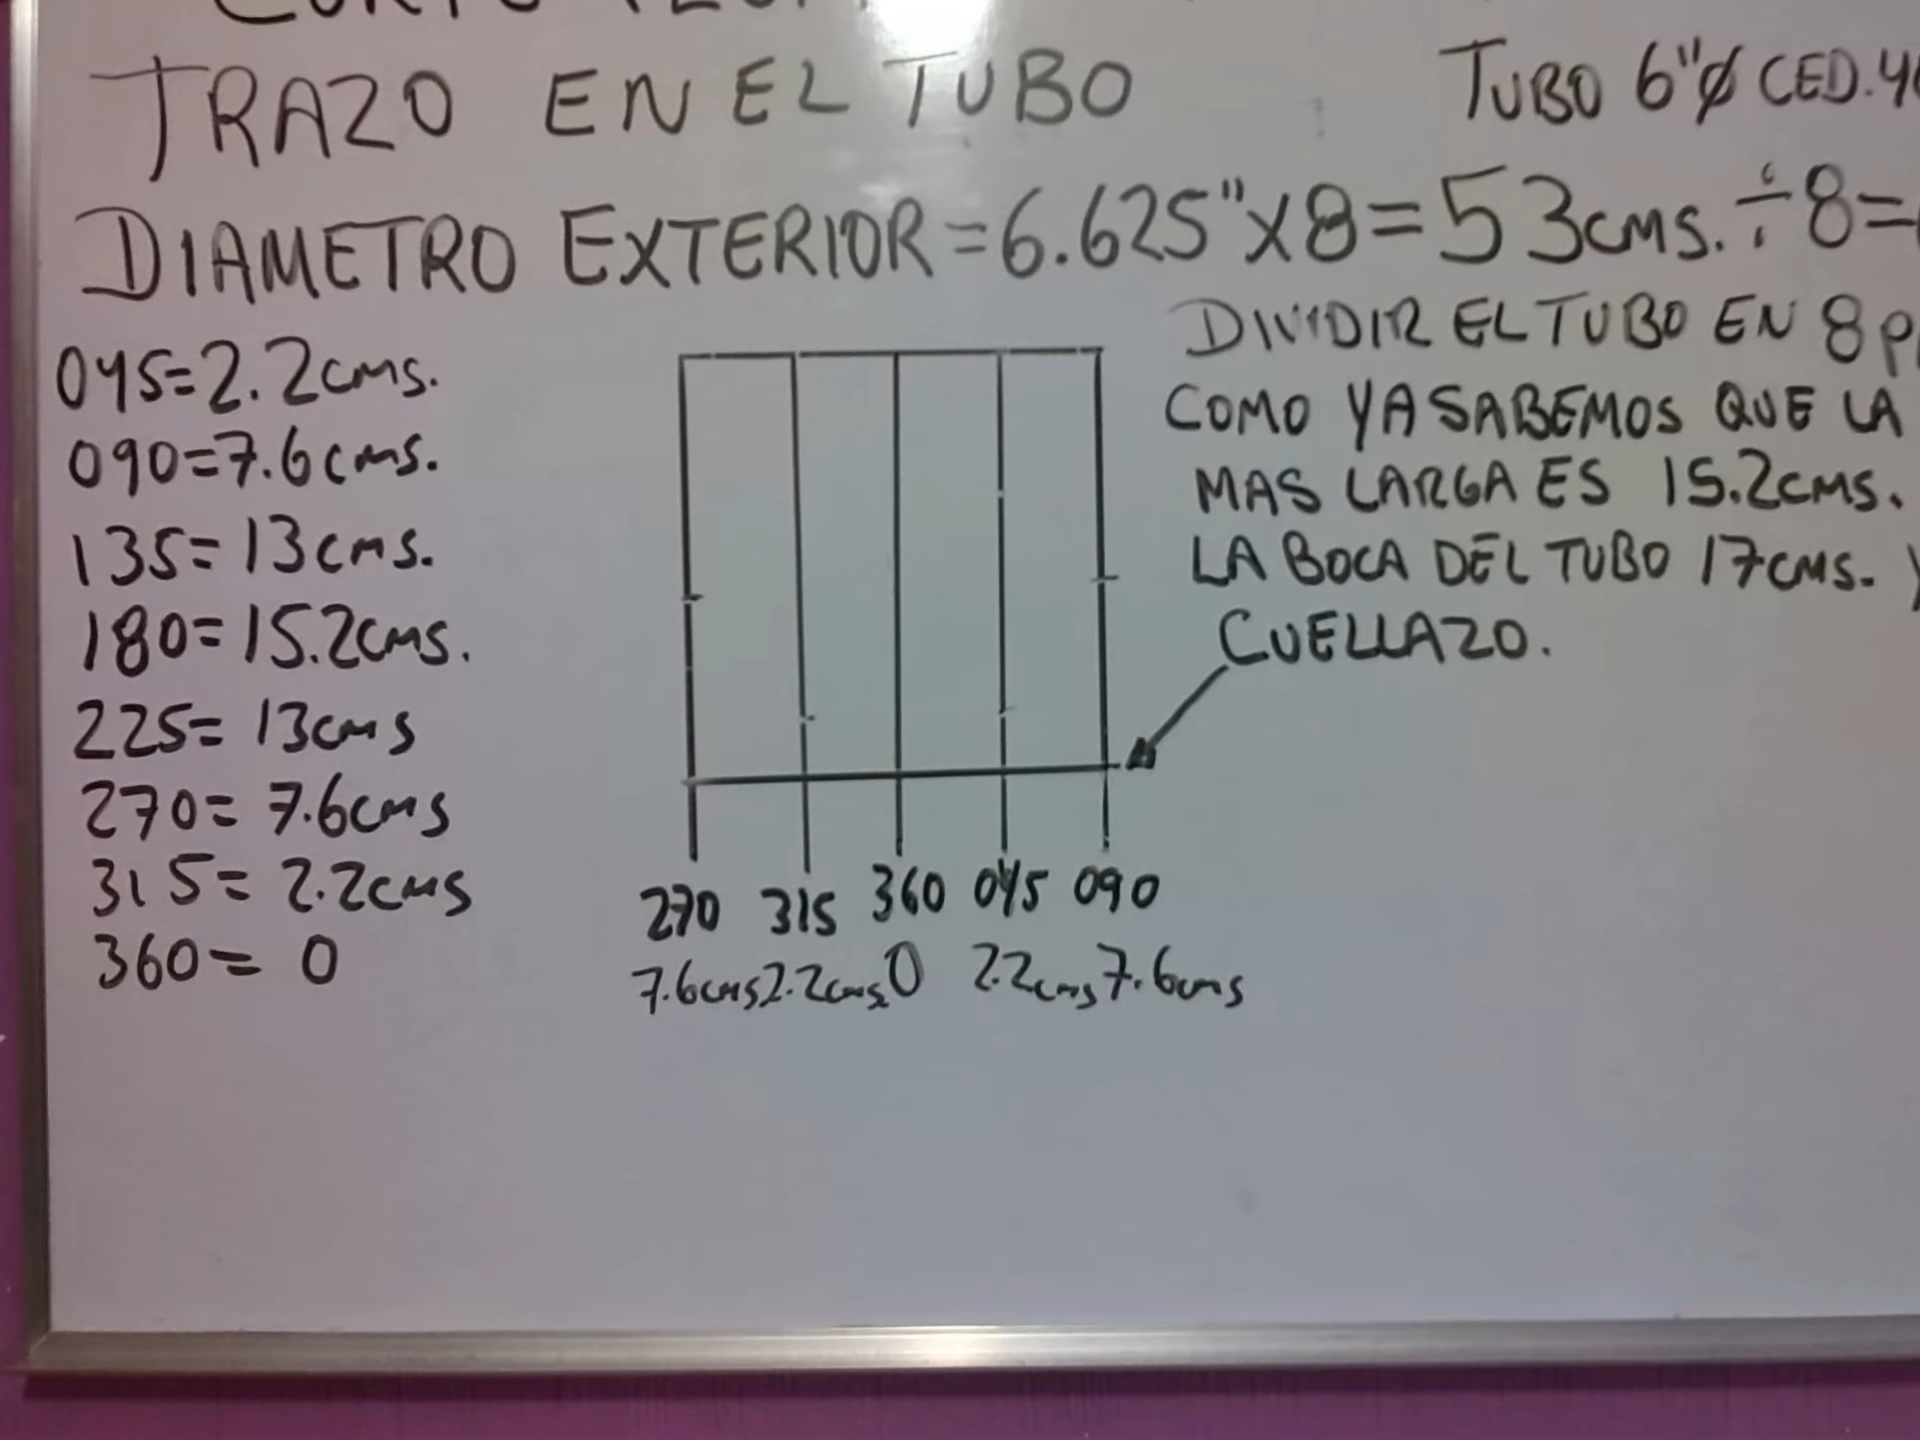 TRAZO EN EL TUBO
TUBO 6"ø CED.
DIAMETRO EXTERIOR=6.625"x8=53cms.÷8=
DIVIDIR EL TUBO EN 8
COMO YA SABEMOS QUE LA
MAS LARGA ES 15.2cms.
LA BOCA DEL TUBO 17cms. Y
CUELLAZO.
045=2.2cms.
090=7.6cms.
135=13cms.
180=15.2cms.
225=13cms
270=7.6cms
315=2.2cms
360=0
270 315 360 045 090
7.6cms 2.2cms 0 2.2cms 7.6cms